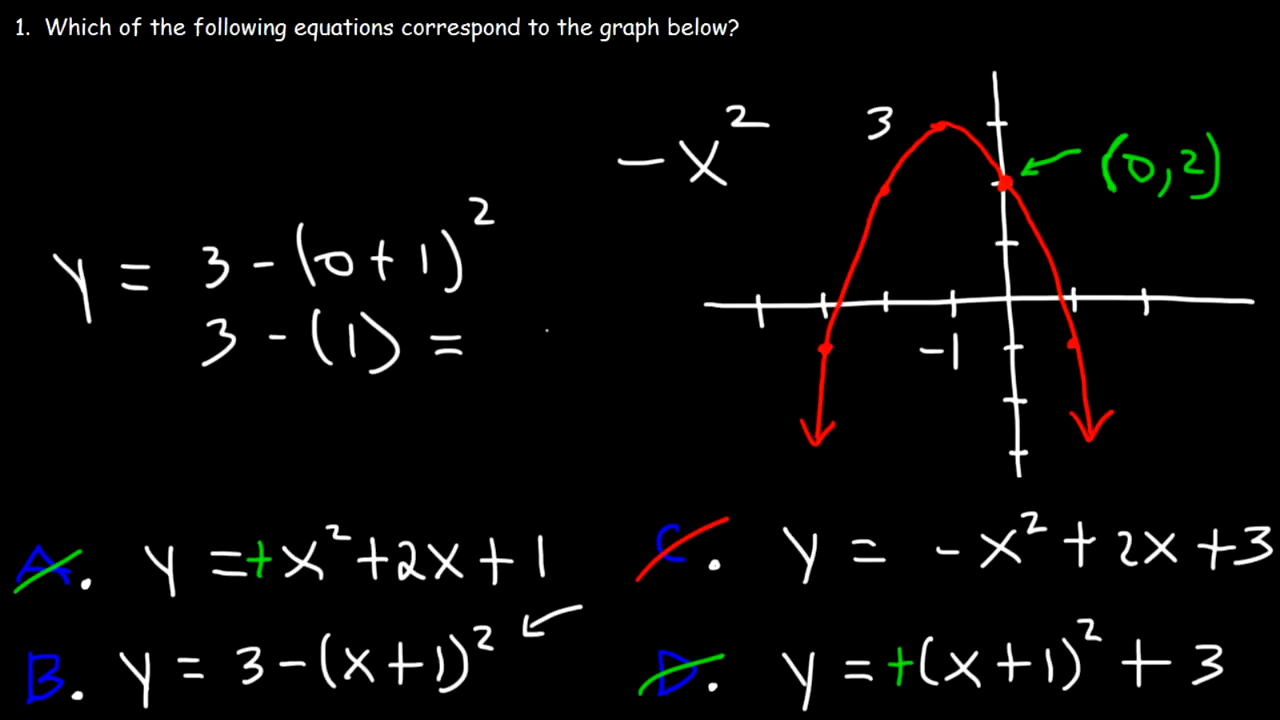 1. Which of the following equations correspond to the graph below?
-x² 3
(0,2)
y = 3 - (0+1)²
3 - (1) =
-1
A. y = +x² + 2x + 1
C. y = -x² + 2x + 3
B. y = 3 - (x+1)²
D. y = +(x+1)² + 3